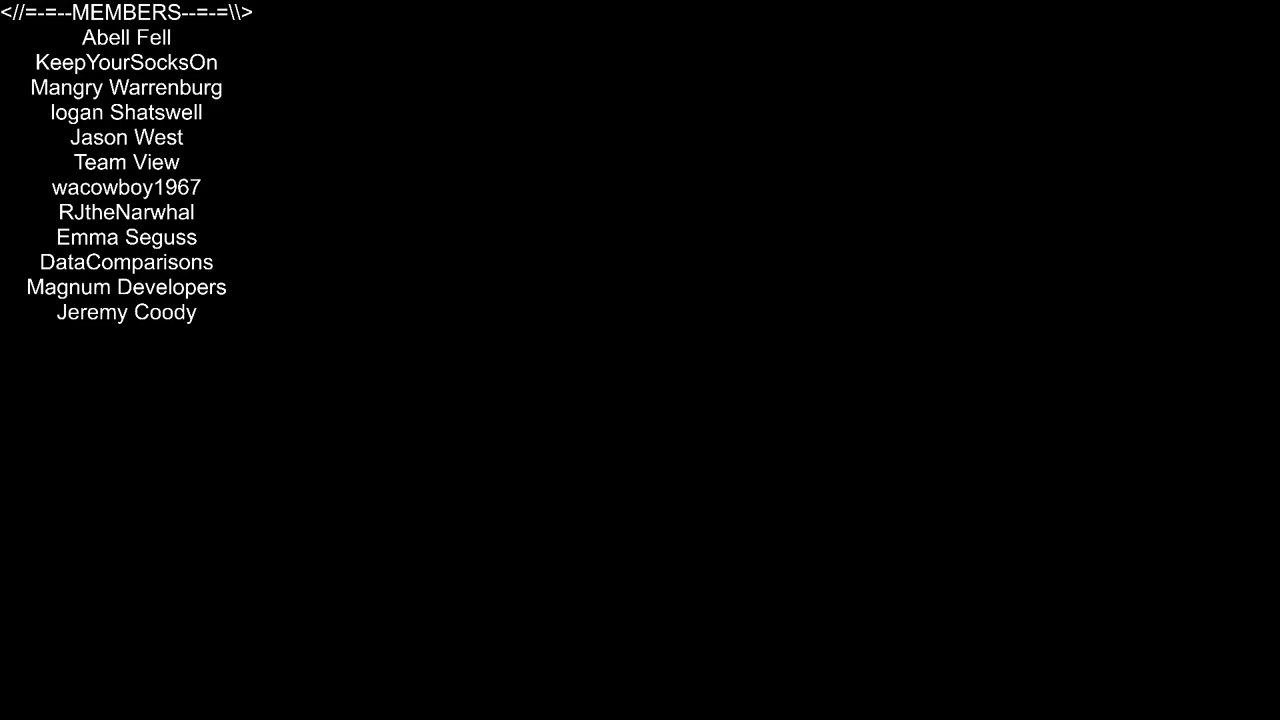 <//=-=--MEMBERS--=-=\\>
Abell Fell
KeepYourSocksOn
Mangry Warrenburg
logan Shatswell
Jason West
Team View
wacowboy1967
RJtheNarwhal
Emma Seguss
DataComparisons
Magnum Developers
Jeremy Coody